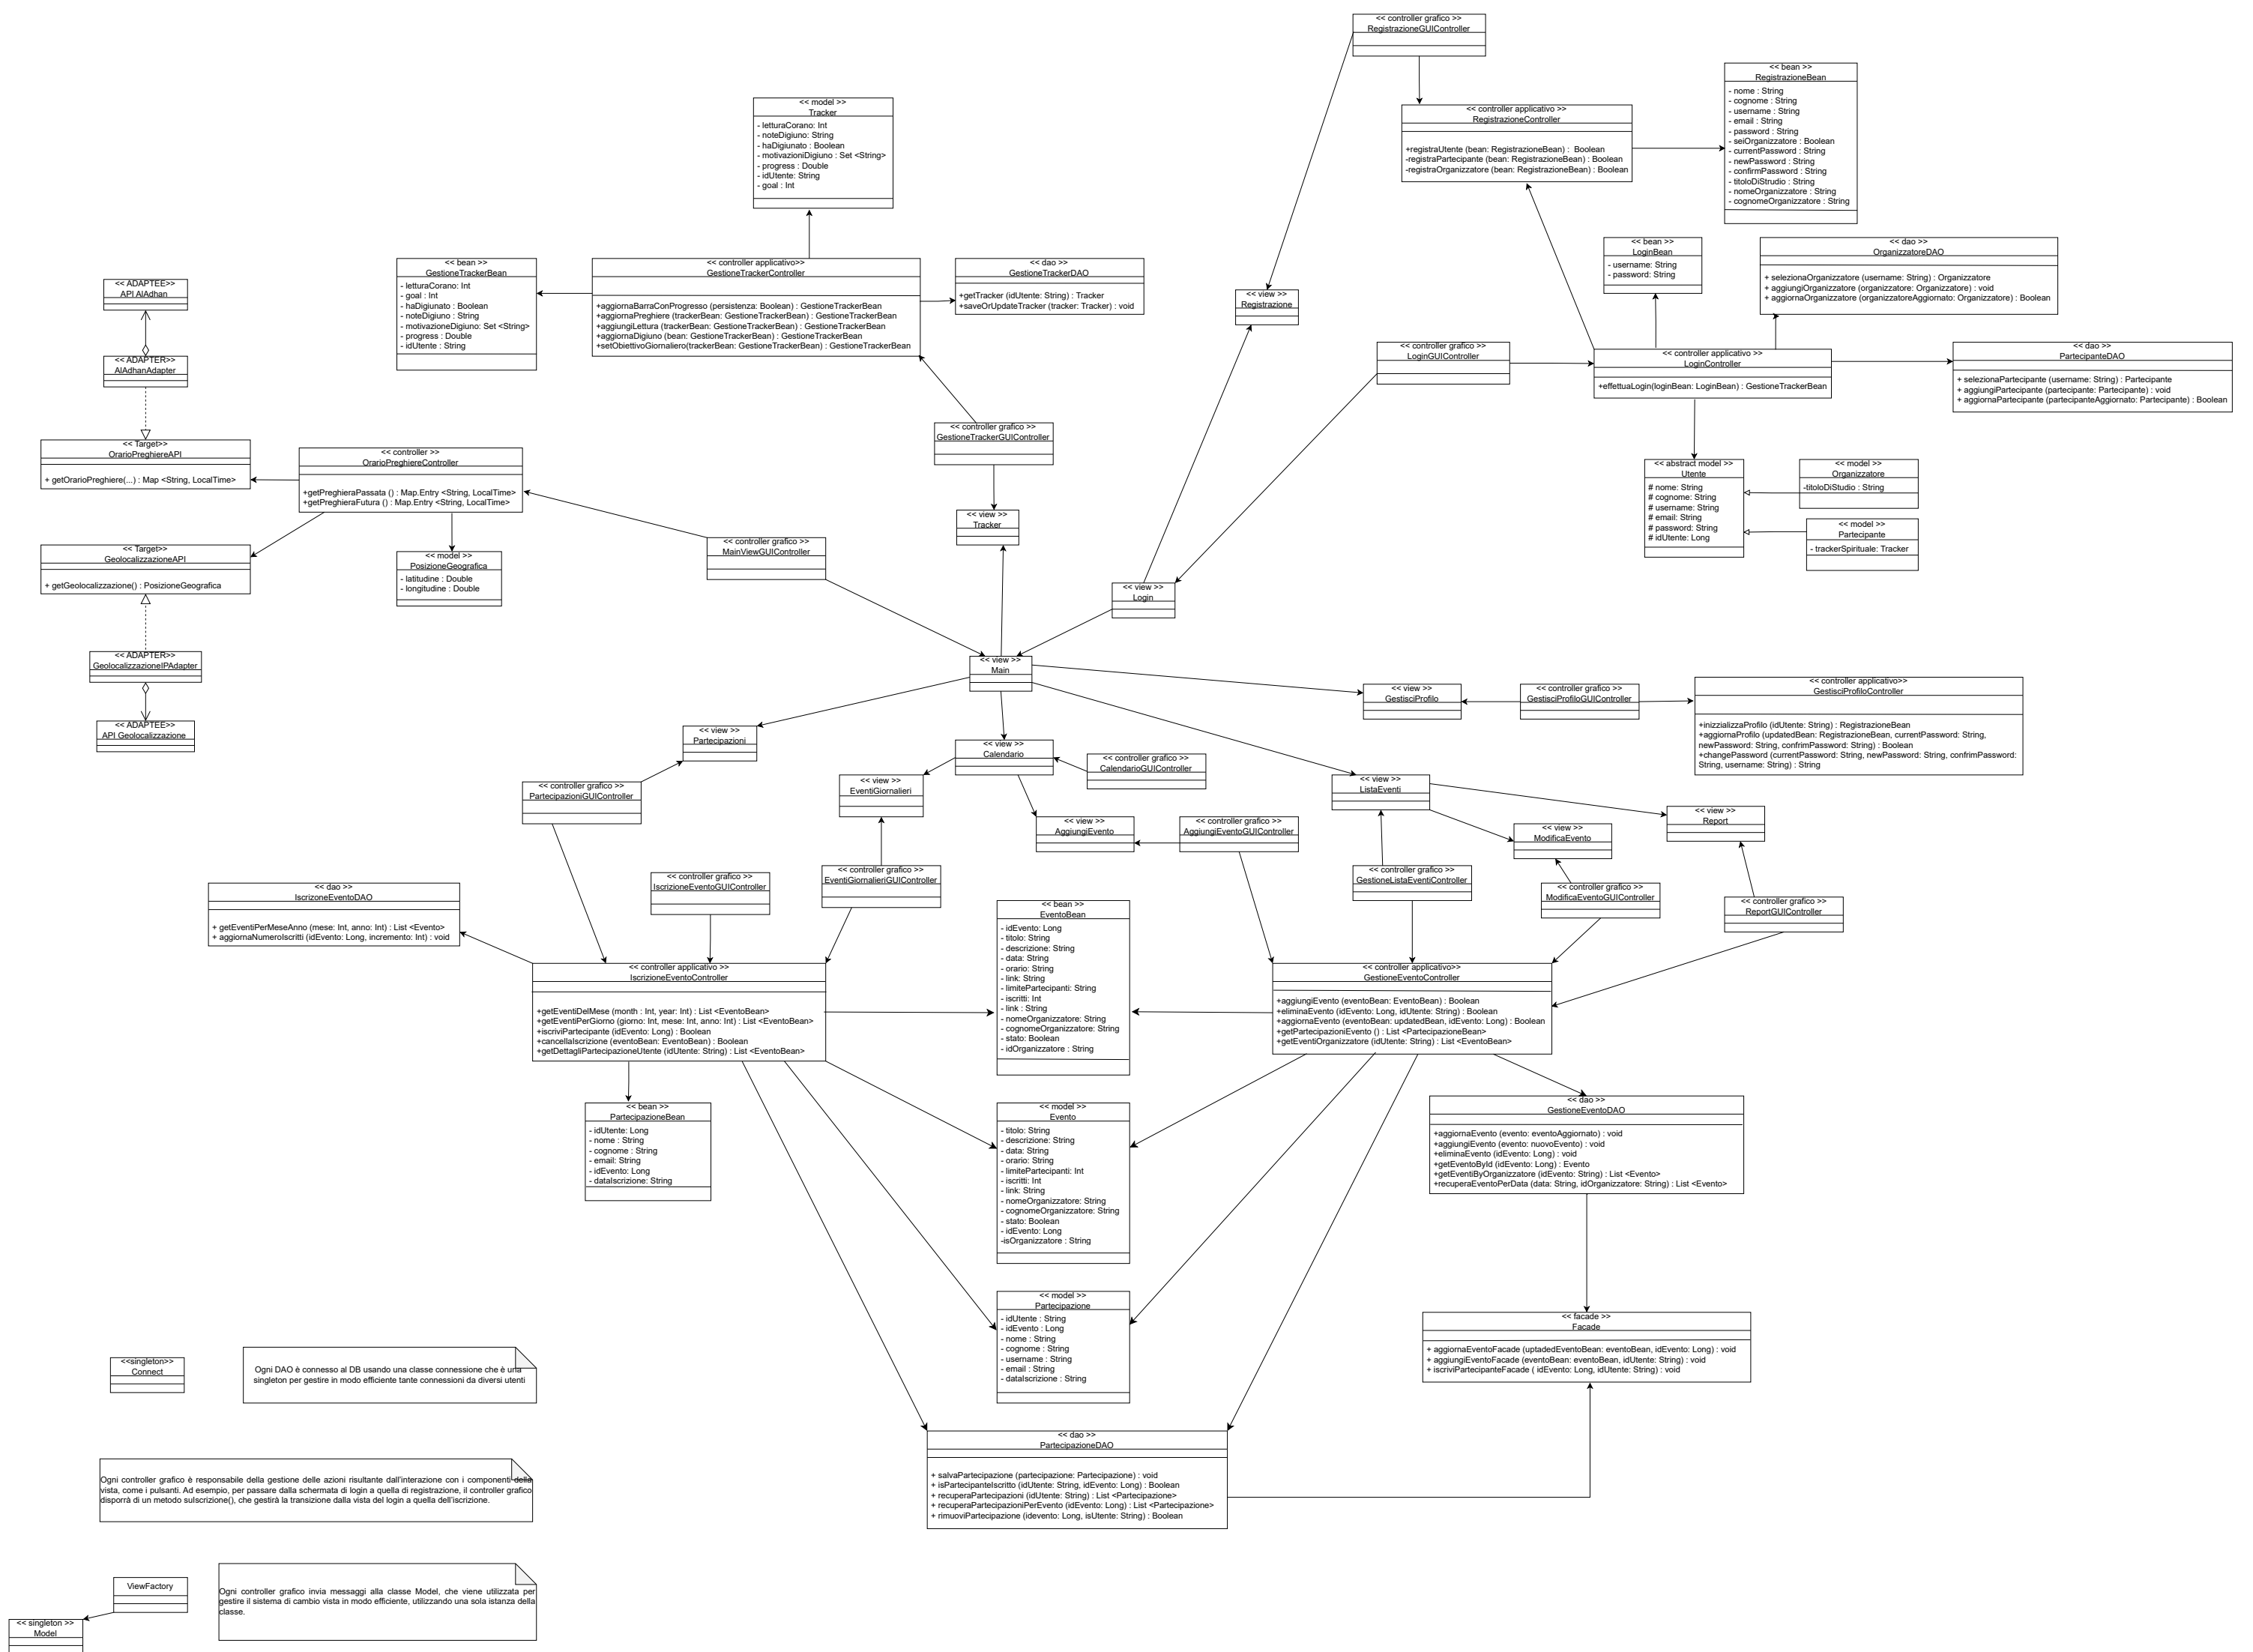 << controller grafico >>
RegistrazioneGUIController
<< bean >>
RegistrazioneBean
- nome : String
- cognome : String
- username : String
- email : String
- password : String
- seiOrganizzatore : Boolean
- currentPassword : String
- newPassword : String
- confirmPassword : String
- titoloDiStrudio : String
- nomeOrganizzatore : String
- cognomeOrganizzatore : String
<< model >>
Tracker
- letturaCorano: Int
- noteDigiuno: String
- haDigiunato : Boolean
- motivazioniDigiuno : Set <String>
- progress : Double
- idUtente: String
- goal : Int
<< controller applicativo >>
RegistrazioneController
+registraUtente (bean: RegistrazioneBean) : Boolean
-registraPartecipante (bean: RegistrazioneBean) : Boolean
-registraOrganizzatore (bean: RegistrazioneBean) : Boolean
<< bean >>
LoginBean
- username: String
- password: String
<< dao >>
OrganizzatoreDAO
+ selezionaOrganizzatore (username: String) : Organizzatore
+ aggiungiOrganizzatore (organizzatore: Organizzatore) : void
+ aggiornaOrganizzatore (organizzatoreAggiornato: Organizzatore) : Boolean
<< bean >>
GestioneTrackerBean
- letturaCorano: Int
- goal : Int
- haDigiunato : Boolean
- noteDigiuno : String
- motivazioneDigiuno: Set <String>
- progress : Double
- idUtente : String
<< controller applicativo>>
GestioneTrackerController
+aggiornaBarraConProgresso (persistenza: Boolean) : GestioneTrackerBean
+aggiornaPreghiere (trackerBean: GestioneTrackerBean) : GestioneTrackerBean
+aggiungiLettura (trackerBean: GestioneTrackerBean) : GestioneTrackerBean
+aggiornaDigiuno (bean: GestioneTrackerBean) : GestioneTrackerBean
+setObiettivoGiornaliero(trackerBean: GestioneTrackerBean) : GestioneTrackerBean
<< dao >>
GestioneTrackerDAO
+getTracker (idUtente: String) : Tracker
+saveOrUpdateTracker (tracker: Tracker) : void
<< ADAPTEE >>
API AlAdhan
<< view >>
Registrazione
<< ADAPTER>>
AlAdhanAdapter
<< controller grafico >>
LoginGUIController
<< controller applicativo >>
LoginController
+effettuaLogin(loginBean: LoginBean) : GestioneTrackerBean
<< dao >>
PartecipanteDAO
+ selezionaPartecipante (username: String) : Partecipante
+ aggiungiPartecipante (partecipante: Partecipante) : void
+ aggiornaPartecipante (partecipanteAggiornato: Partecipante) : Boolean
<< controller grafico >>
GestioneTrackerGUIController
<< Target>>
OrarioPreghiereAPI
+ getOrarioPreghiere(...) : Map <String, LocalTime>
<< controller >>
OrarioPreghiereController
+getPreghieraPassata () : Map.Entry <String, LocalTime>
+getPreghieraFutura () : Map.Entry <String, LocalTime>
<< abstract model >>
Utente
# nome: String
# cognome: String
# username: String
# email: String
# password: String
# idUtente: Long
<< model >>
Organizzatore
-titoloDiStudio : String
<< model >>
Partecipante
- trackerSpirituale: Tracker
<< view >>
Tracker
<< controller grafico >>
MainViewGUIController
<< Target>>
GeolocalizzazioneAPI
+ getGeolocalizzazione() : PosizioneGeografica
<< model >>
PosizioneGeografica
- latitudine : Double
- longitudine : Double
<< view >>
Login
<< ADAPTER>>
GeolocalizzazioneIPAdapter
<< view >>
Main
<< view >>
GestisciProfilo
<< controller grafico >>
GestisciProfiloGUIController
<< controller applicativo>>
GestisciProfiloController
+inizzializzaProfilo (idUtente: String) : RegistrazioneBean
+aggiornaProfilo (updatedBean: RegistrazioneBean, currentPassword: String,
newPassword: String, confrimPassword: String) : Boolean
+changePassword (currentPassword: String, newPassword: String, confirmPassword:
String, username: String) : String
<< ADAPTEE>>
API Geolocalizzazione
<< view >>
Partecipazioni
<< view >>
Calendario
<< controller grafico >>
CalendarioGUIController
<< controller grafico >>
PartecipazioniGUIController
<< view >>
EventiGiornalieri
<< view >>
ListaEventi
<< view >>
AggiungiEvento
<< controller grafico >>
AggiungiEventoGUIController
<< view >>
ModificaEvento
<< view >>
Report
<< controller grafico >>
IscrizioneEventoGUIController
<< controller grafico >>
EventiGiornalieriGUIController
<< controller grafico >>
GestioneListaEventiController
<< controller grafico >>
ModificaEventoGUIController
<< controller grafico >>
ReportGUIController
<< dao >>
IscrzoneEventoDAO
+ getEventiPerMeseAnno (mese: Int, anno: Int) : List <Evento>
+ aggiornaNumeroIscritti (idEvento: Long, incremento: Int) : void
<< bean >>
EventoBean
- idEvento: Long
- titolo: String
- descrizione: String
- data: String
- orario: String
- link: String
- limitePartecipanti: String
- iscritti: Int
- link : String
- nomeOrganizzatore: String
- cognomeOrganizzatore: String
- stato: Boolean
- idOrganizzatore : String
<< controller applicativo >>
IscrizioneEventoController
+getEventiDelMese (month : Int, year: Int) : List <EventoBean>
+getEventiPerGiorno (giorno: Int, mese: Int, anno: Int) : List <EventoBean>
+iscriviPartecipante (idEvento: Long) : Boolean
+cancellaIscrizione (eventoBean: EventoBean) : Boolean
+getDettagliPartecipazioneUtente (idUtente: String) : List <EventoBean>
<< controller applicativo>>
GestioneEventoController
+aggiungiEvento (eventoBean: EventoBean) : Boolean
+eliminaEvento (idEvento: Long, idUtente: String) : Boolean
+aggiornaEvento (eventoBean: updatedBean, idEvento: Long) : Boolean
+getPartecipazioniEvento () : List <PartecipazioneBean>
+getEventiOrganizzatore (idUtente: String) : List <EventoBean>
<< bean >>
PartecipazioneBean
- idUtente: Long
- nome : String
- cognome : String
- email: String
- idEvento: Long
- dataIscrizione: String
<< model >>
Evento
- titolo: String
- descrizione: String
- data: String
- orario: String
- limitePartecipanti: Int
- iscritti: Int
- link: String
- nomeOrganizzatore: String
- cognomeOrganizzatore: String
- stato: Boolean
- idEvento: Long
-isOrganizzatore : String
<< dao >>
GestioneEventoDAO
+aggiornaEvento (evento: eventoAggiornato) : void
+aggiungiEvento (evento: nuovoEvento) : void
+eliminaEvento (idEvento: Long) : void
+getEventoById (idEvento: Long) : Evento
+getEventiByOrganizzatore (idEvento: String) : List <Evento>
+recuperaEventoPerData (data: String, idOrganizzatore: String) : List <Evento>
<< model >>
Partecipazione
- idUtente : String
- idEvento : Long
- nome : String
- cognome : String
- username : String
- email : String
- dataIscrizione : String
<< facade >>
Facade
+ aggiornaEventoFacade (uptadedEventoBean: eventoBean, idEvento: Long) : void
+ aggiungiEventoFacade (eventoBean: eventoBean, idUtente: String) : void
+ iscriviPartecipanteFacade ( idEvento: Long, idUtente: String) : void
<<singleton>>
Connect
Ogni DAO è connesso al DB usando una classe connessione che è una
singleton per gestire in modo efficiente tante connessioni da diversi utenti
<< dao >>
PartecipazioneDAO
+ salvaPartecipazione (partecipazione: Partecipazione) : void
+ isPartecipanteIscritto (idUtente: String, idEvento: Long) : Boolean
+ recuperaPartecipazioni (idUtente: String) : List <Partecipazione>
+ recuperaPartecipazioniPerEvento (idEvento: Long) : List <Partecipazione>
+ rimuoviPartecipazione (idevento: Long, isUtente: String) : Boolean
Ogni controller grafico è responsabile della gestione delle azioni risultante dall'interazione con i componenti della
vista, come i pulsanti. Ad esempio, per passare dalla schermata di login a quella di registrazione, il controller grafico
disporrà di un metodo suIscrizione(), che gestirà la transizione dalla vista del login a quella dell'iscrizione.
ViewFactory
Ogni controller grafico invia messaggi alla classe Model, che viene utilizzata per
gestire il sistema di cambio vista in modo efficiente, utilizzando una sola istanza della
classe.
<< singleton >>
Model